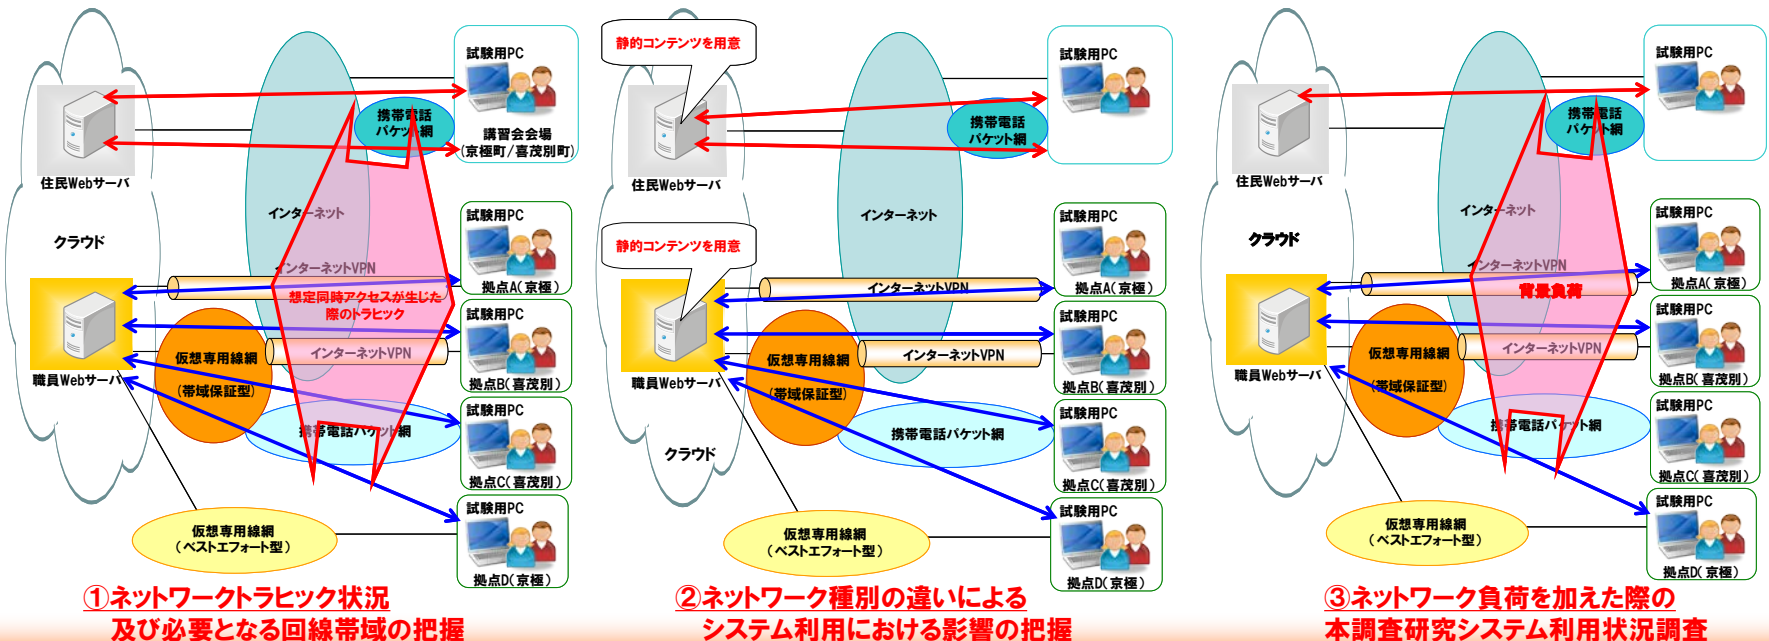 試験用PC
インターネット
携帯電話
パケット網
講習会会場
(京極町/喜茂別町)
住民Webサーバ
クラウド
試験用PC
拠点A(京極)
インターネットVPN
想定同時アクセスが生じた
際のトラヒック
試験用PC
拠点B(喜茂別)
インターネットVPN
仮想専用線網
(帯域保証型)
職員Webサーバ
試験用PC
拠点C(喜茂別)
携帯電話パケット網
試験用PC
拠点D(京極)
仮想専用線網
(ベストエフォート型)
①ネットワークトラヒック状況
及び必要となる回線帯域の把握
静的コンテンツを用意
試験用PC
携帯電話
パケット網
住民Webサーバ
インターネット
静的コンテンツを用意
試験用PC
拠点A(京極)
インターネットVPN
試験用PC
拠点B(喜茂別)
インターネットVPN
仮想専用線網
(帯域保証型)
職員Webサーバ
試験用PC
拠点C(喜茂別)
携帯電話パケット網
クラウド
試験用PC
拠点D(京極)
仮想専用線網
(ベストエフォート型)
②ネットワーク種別の違いによる
システム利用における影響の把握
試験用PC
携帯電話
パケット網
住民Webサーバ
インターネット
クラウド
試験用PC
拠点A(京極)
インターネットVPN
背景負荷
試験用PC
拠点B(喜茂別)
インターネットVPN
仮想専用線網
(帯域保証型)
職員Webサーバ
試験用PC
拠点C(喜茂別)
携帯電話パケット網
試験用PC
拠点D(京極)
仮想専用線網
(ベストエフォート型)
③ネットワーク負荷を加えた際の
本調査研究システム利用状況調査